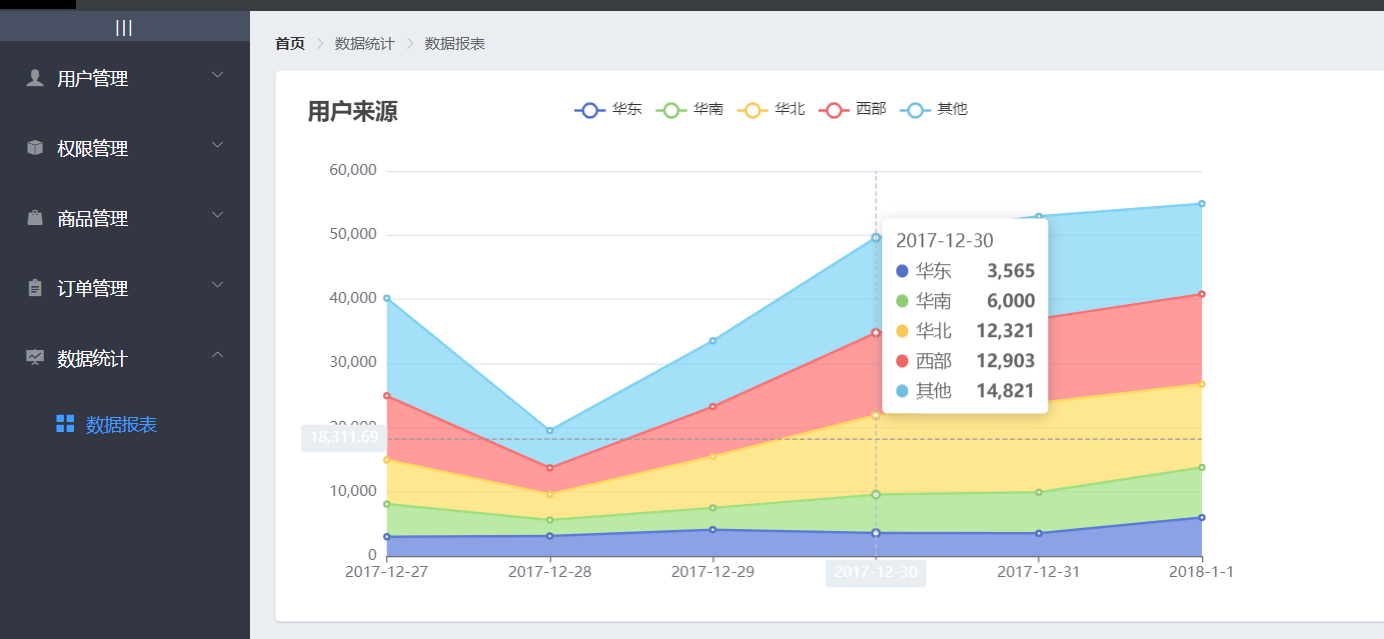 |||
用户管理
权限管理
商品管理
订单管理
数据统计
数据报表
首页 数据统计 数据报表
用户来源
华东 华南 华北 西部 其他
60,000
50,000
40,000
30,000
20,000
18,311.69
10,000
0
2017-12-27 2017-12-28 2017-12-29 2017-12-30 2017-12-31 2018-1-1
2017-12-30
华东 3,565
华南 6,000
华北 12,321
西部 12,903
其他 14,821